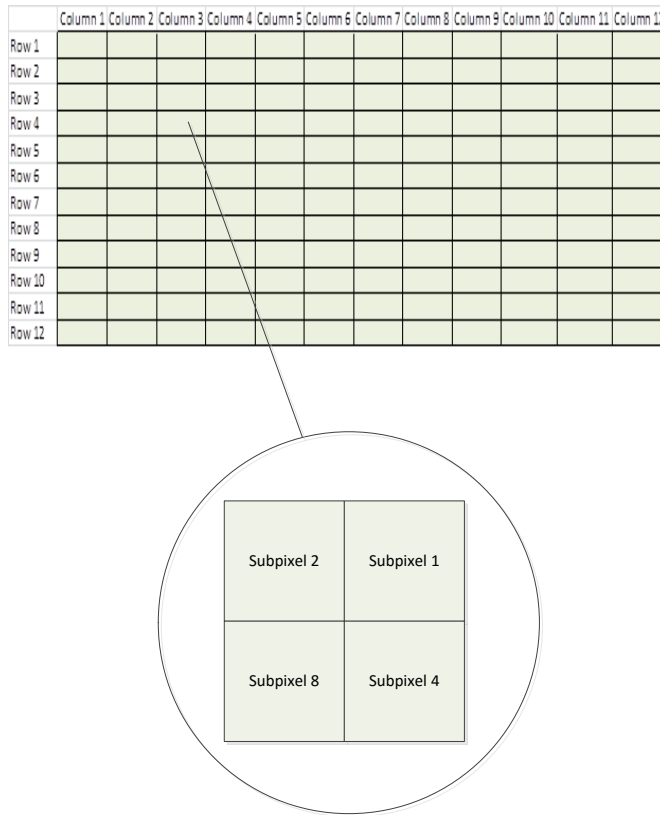 Column 1 Column 2 Column 3 Column 4 Column 5 Column 6 Column 7 Column 8 Column 9 Column 10 Column 11
Row 1
Row 2
Row 3
Row 4
Row 5
Row 6
Row 7
Row 8
Row 9
Row 10
Row 11
Row 12
Subpixel 2 Subpixel 1
Subpixel 8 Subpixel 4